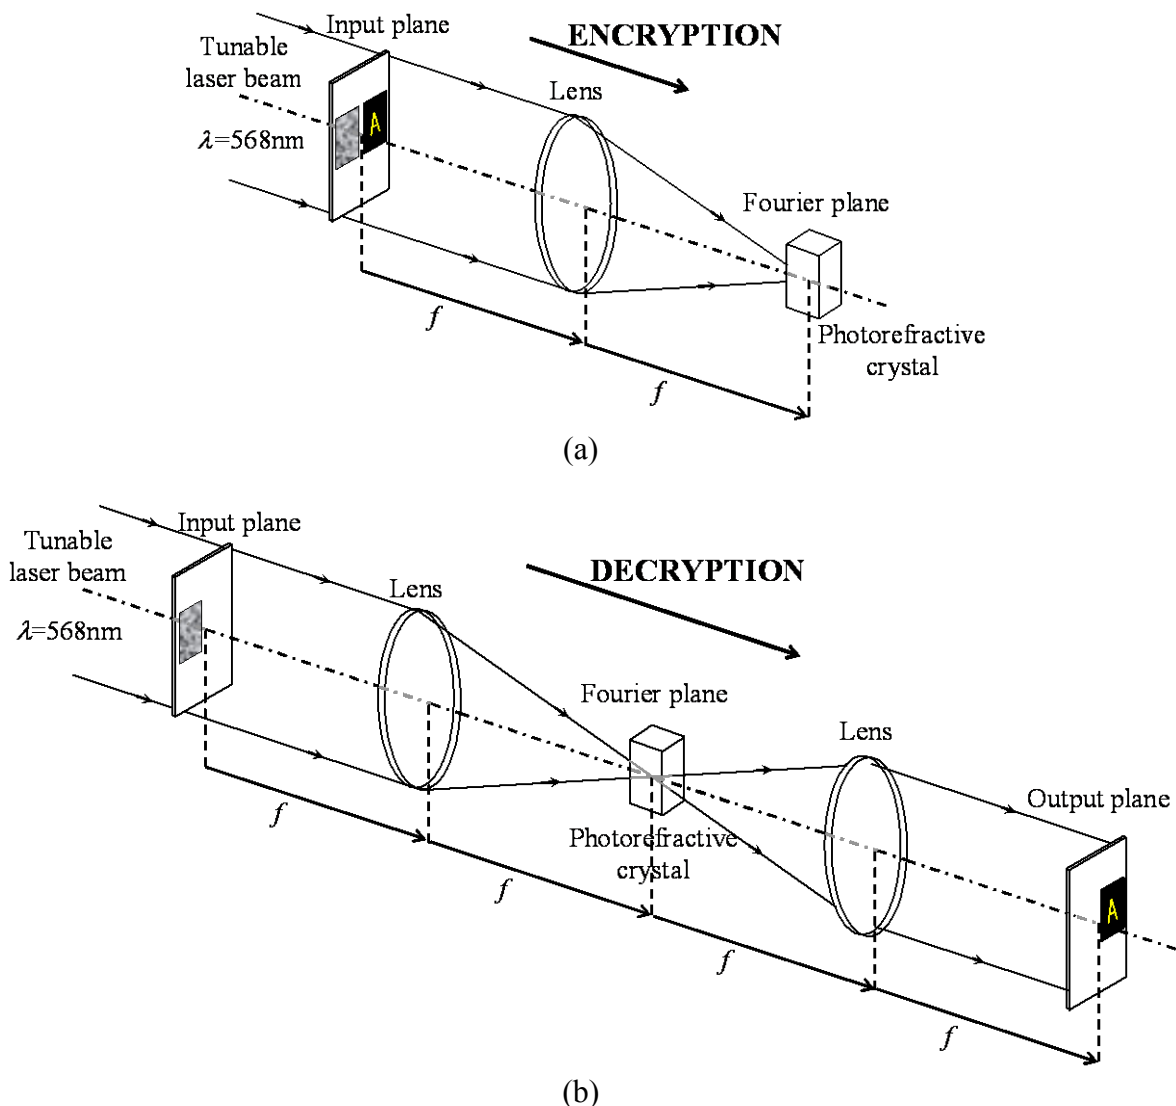 Input plane
ENCRYPTION
Tunable
laser beam
Lens
A
λ=568nm
Fourier plane
f
Photorefractive
crystal
f
(a)
Input plane
Tunable
laser beam
DECRYPTION
Lens
λ=568nm
Fourier plane
Lens
Output plane
f
Photorefractive
crystal
A
f
f
f
(b)